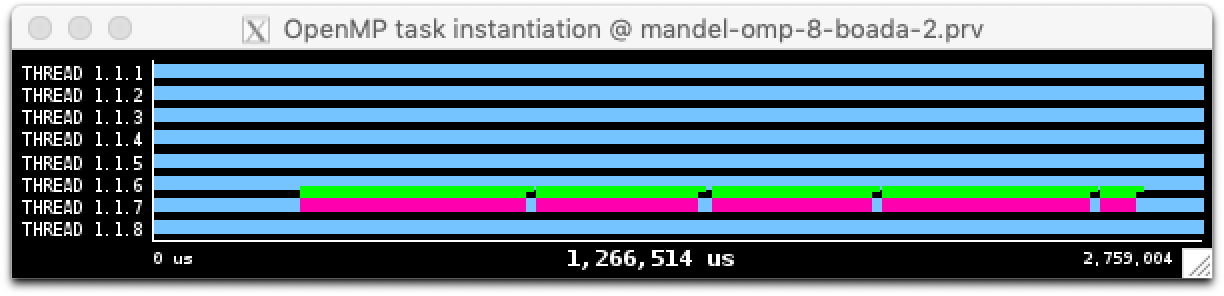 OpenMP task instantiation @ mandel-omp-8-boada-2.prv
THREAD 1.1.1
THREAD 1.1.2
THREAD 1.1.3
THREAD 1.1.4
THREAD 1.1.5
THREAD 1.1.6
THREAD 1.1.7
THREAD 1.1.8
0 us 1,266,514 us 2,759,004